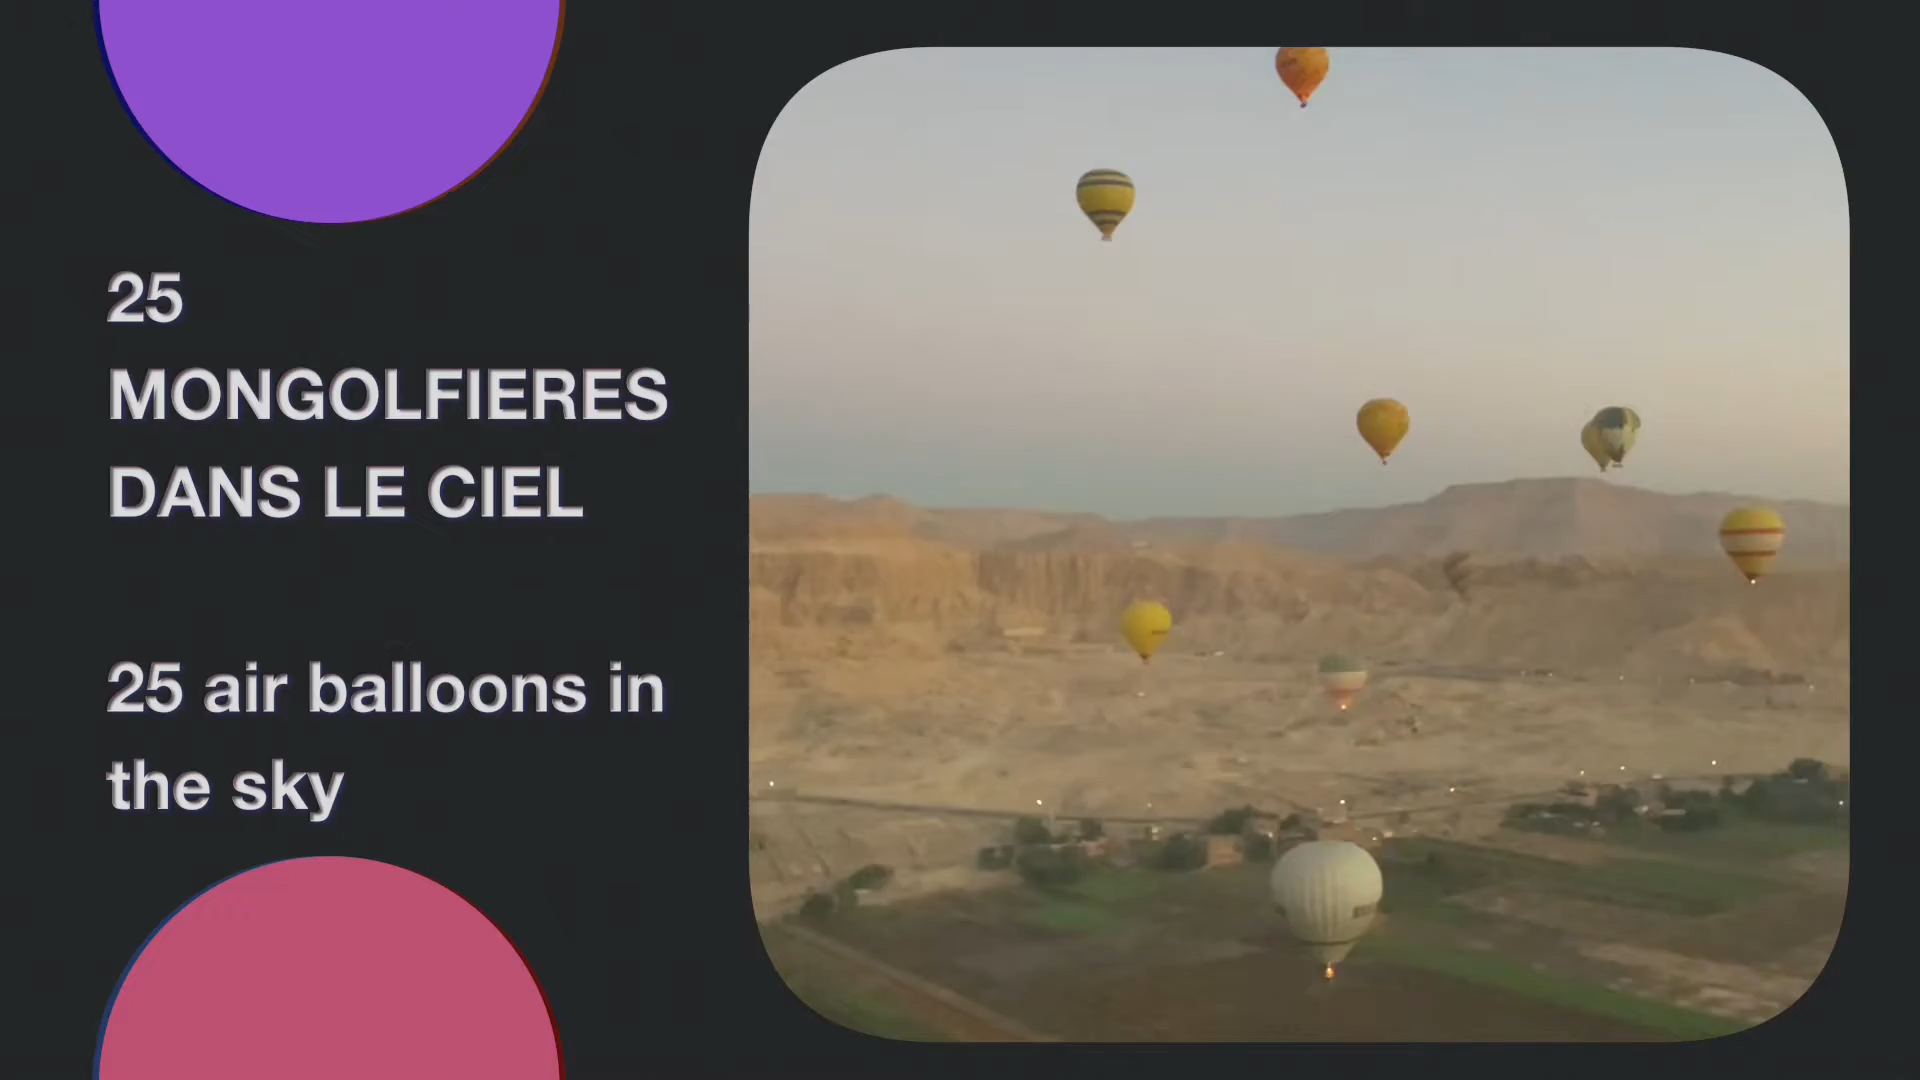 25
MONGOLFIERES
DANS LE CIEL
25 air balloons in
the sky